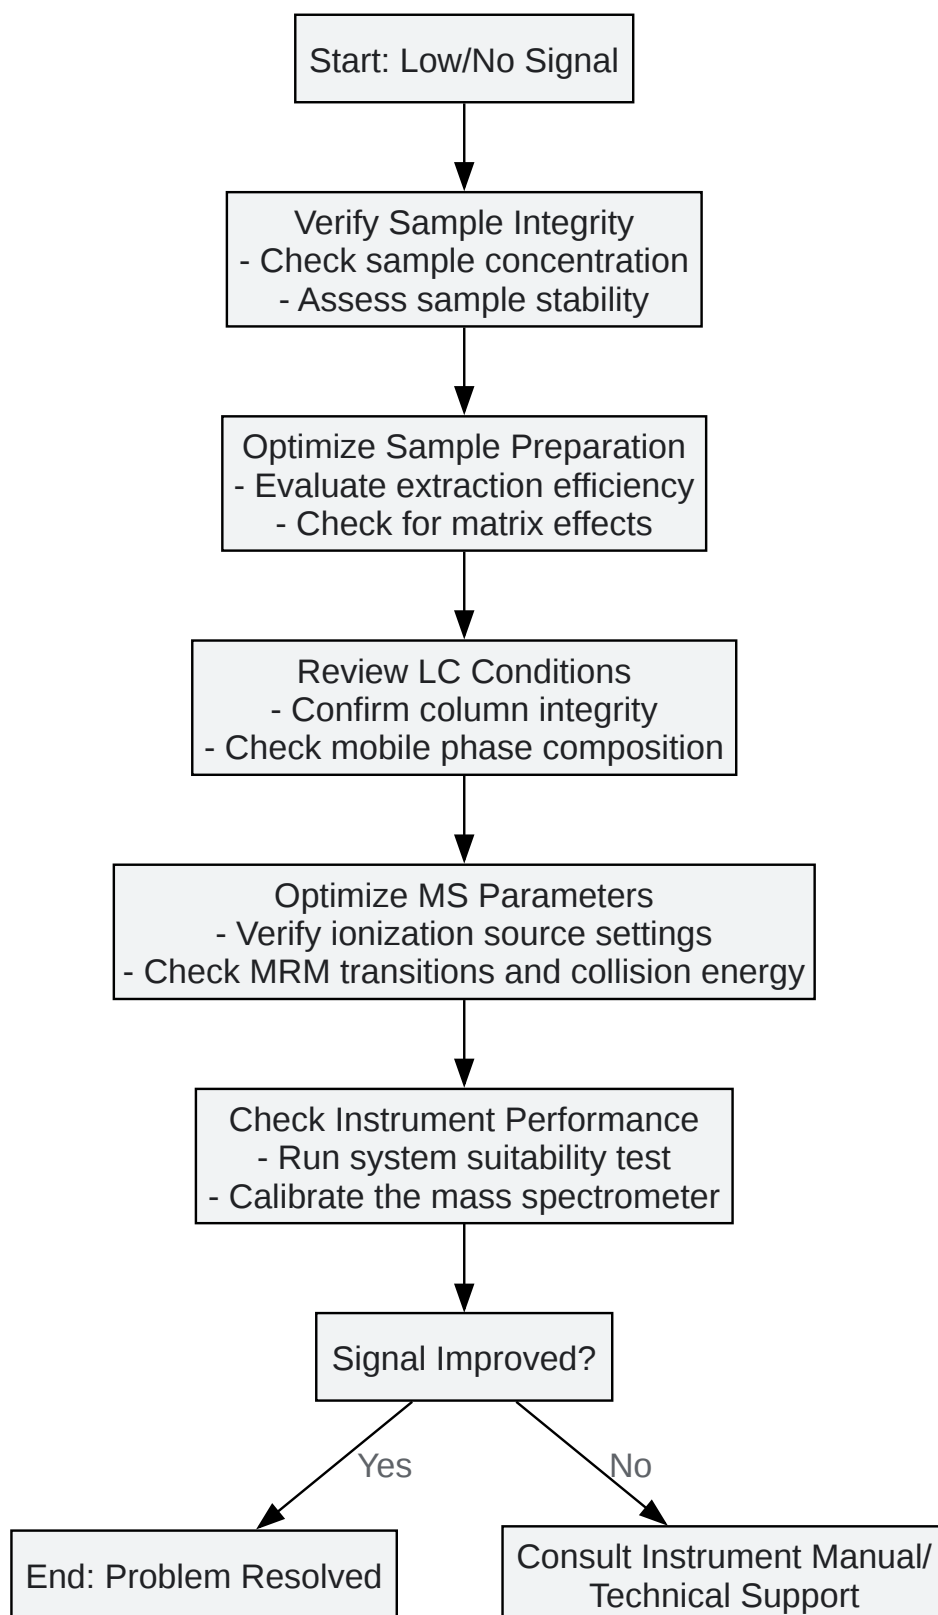 Start: Low/No Signal
Verify Sample Integrity
- Check sample concentration
- Assess sample stability
Optimize Sample Preparation
- Evaluate extraction efficiency
- Check for matrix effects
Review LC Conditions
- Confirm column integrity
- Check mobile phase composition
Optimize MS Parameters
- Verify ionization source settings
- Check MRM transitions and collision energy
Check Instrument Performance
- Run system suitability test
- Calibrate the mass spectrometer
Signal Improved?
Yes
No
End: Problem Resolved
Consult Instrument Manual/
Technical Support